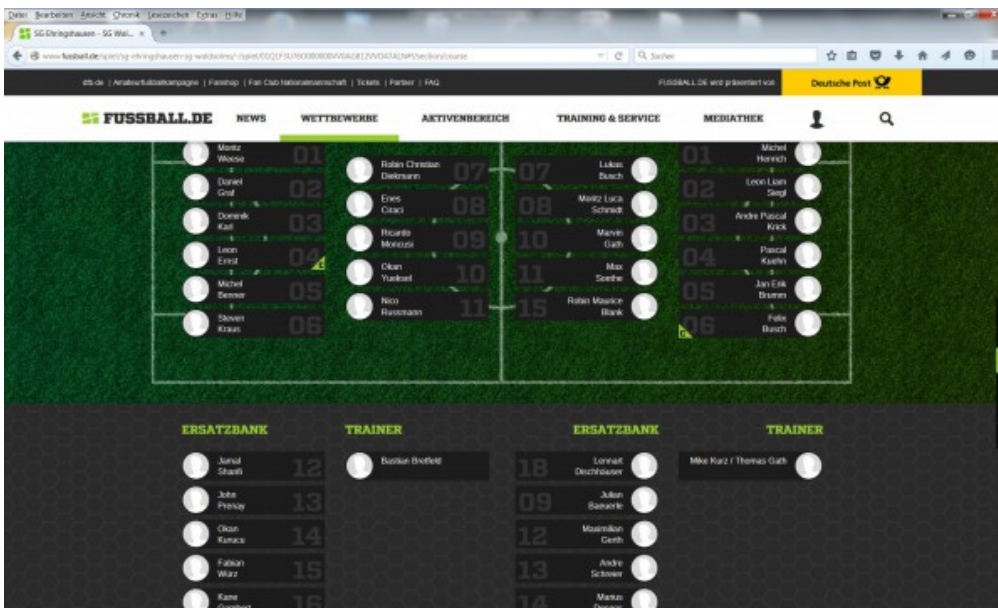 Datei Bearbeiten Ansicht Chronik Lesezeichen Extras Hilfe
SG Ehringshausen - SG Wal... × +
Suchen
dfb.de | Amateurfußballkampagne | Fanshop | Fan Club Nationalmannschaft | Tickets | Partner | FAQ
FUSSBALL.DE wird präsentiert von
Deutsche Post
FUSSBALL.DE NEWS WETTBEWERBE AKTIVENBEREICH TRAINING & SERVICE MEDIATHEK
Moritz
Weese
01
Daniel
Graf
02
Dominik
Karl
03
Leon
Ernst
04
C
Michel
Benner
05
Steven
Kraus
06
Robin Christian
Diekmann
07
Enes
Citaci
08
Ricardo
Moncusi
09
Okan
Yueksel
10
Nico
Russmann
11
07
Lukas
Busch
08
Moritz Luca
Schmidt
10
Marvin
Gath
11
Max
Soethe
15
Robin Maurice
Blank
01
Michel
Henrich
02
Leon Liam
Siegl
03
Andre Pascal
Krick
04
Pascal
Kuehn
05
Jan Erik
Brumm
06
C
Felix
Busch
ERSATZBANK
Jamal
Sharifi
12
John
Prenay
13
Okan
Kurucu
14
Fabian
Würz
15
Kane
16
TRAINER
Bastian Bretfeld
ERSATZBANK
18
Lennart
Dischhäuser
09
Julian
Baeuerle
12
Maximilian
Gerth
13
Andre
Schreier
14
Marius
TRAINER
Mike Kurz / Thomas Gath